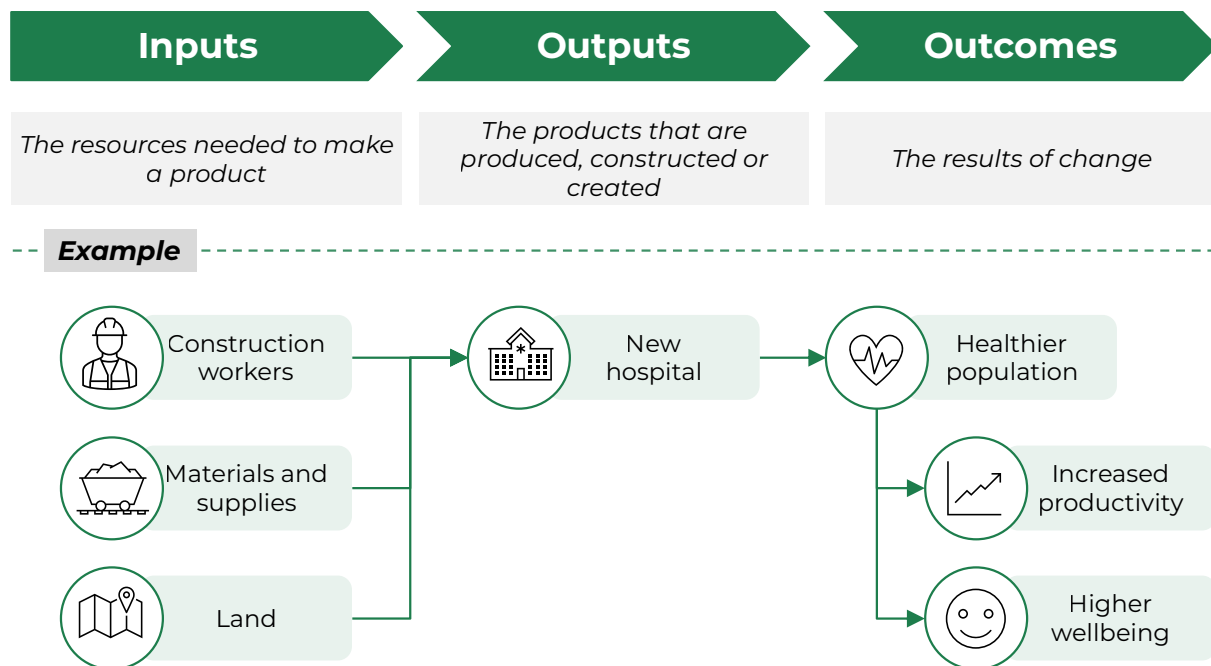 Inputs
Outputs
Outcomes
The resources needed to make
a product
The products that are
produced, constructed or
created
The results of change
Example
Construction
workers
New
hospital
Healthier
population
Materials and
supplies
Increased
productivity
Land
Higher
wellbeing